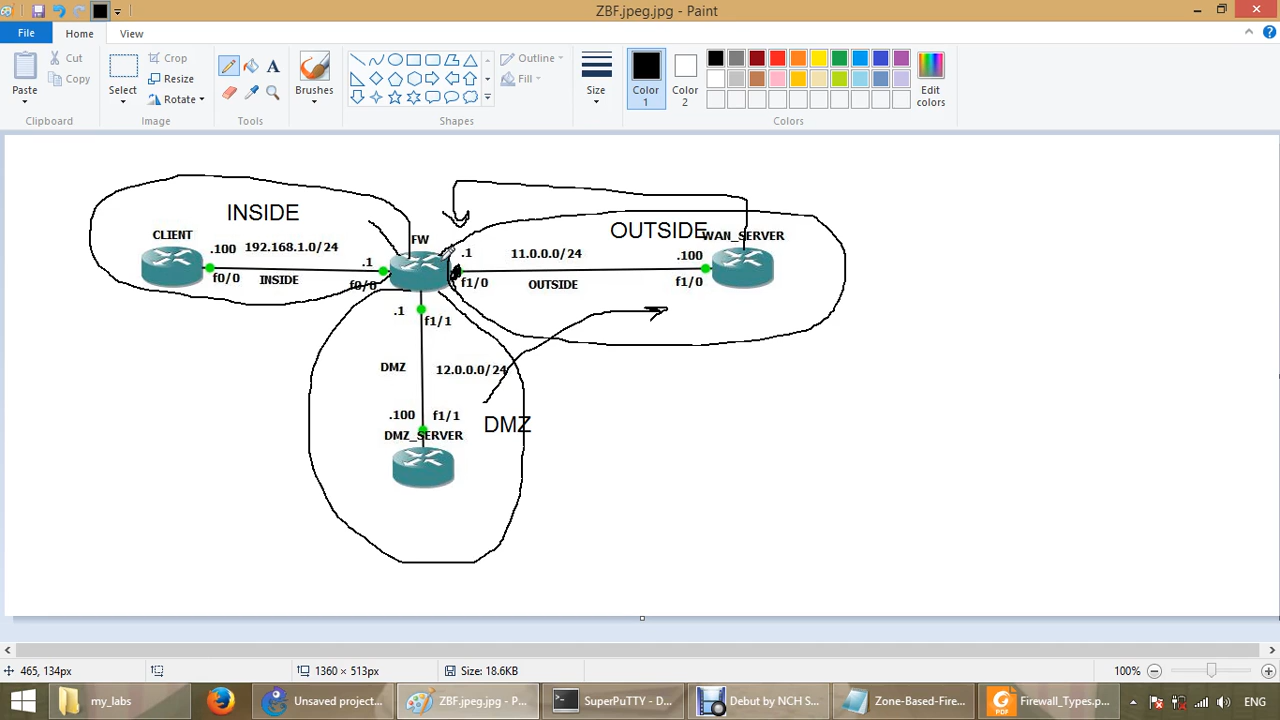 ZBF.jpeg.jpg - Paint
File
Home
View
Paste
Cut
Copy
Clipboard
Select
Crop
Resize
Rotate
Image
A
Tools
Brushes
Outline
Fill
Shapes
Size
Color 1
Color 2
Edit colors
Colors
INSIDE
OUTSIDE
CLIENT
.100
192.168.1.0/24
FW
.1
11.0.0.0/24
.100
WAN_SERVER
.1
f0/0
INSIDE
f0/0
f1/0
OUTSIDE
f1/0
.1
f1/1
DMZ
12.0.0.0/24
.100
f1/1
DMZ
DMZ_SERVER
465, 134px
1360 × 513px
Size: 18.6KB
100%
my_labs
Unsaved project...
ZBF.jpeg.jpg - P...
SuperPuTTY - D...
Debut by NCH S...
Zone-Based-Fire...
Firewall_Types.p...
PDF
ENG